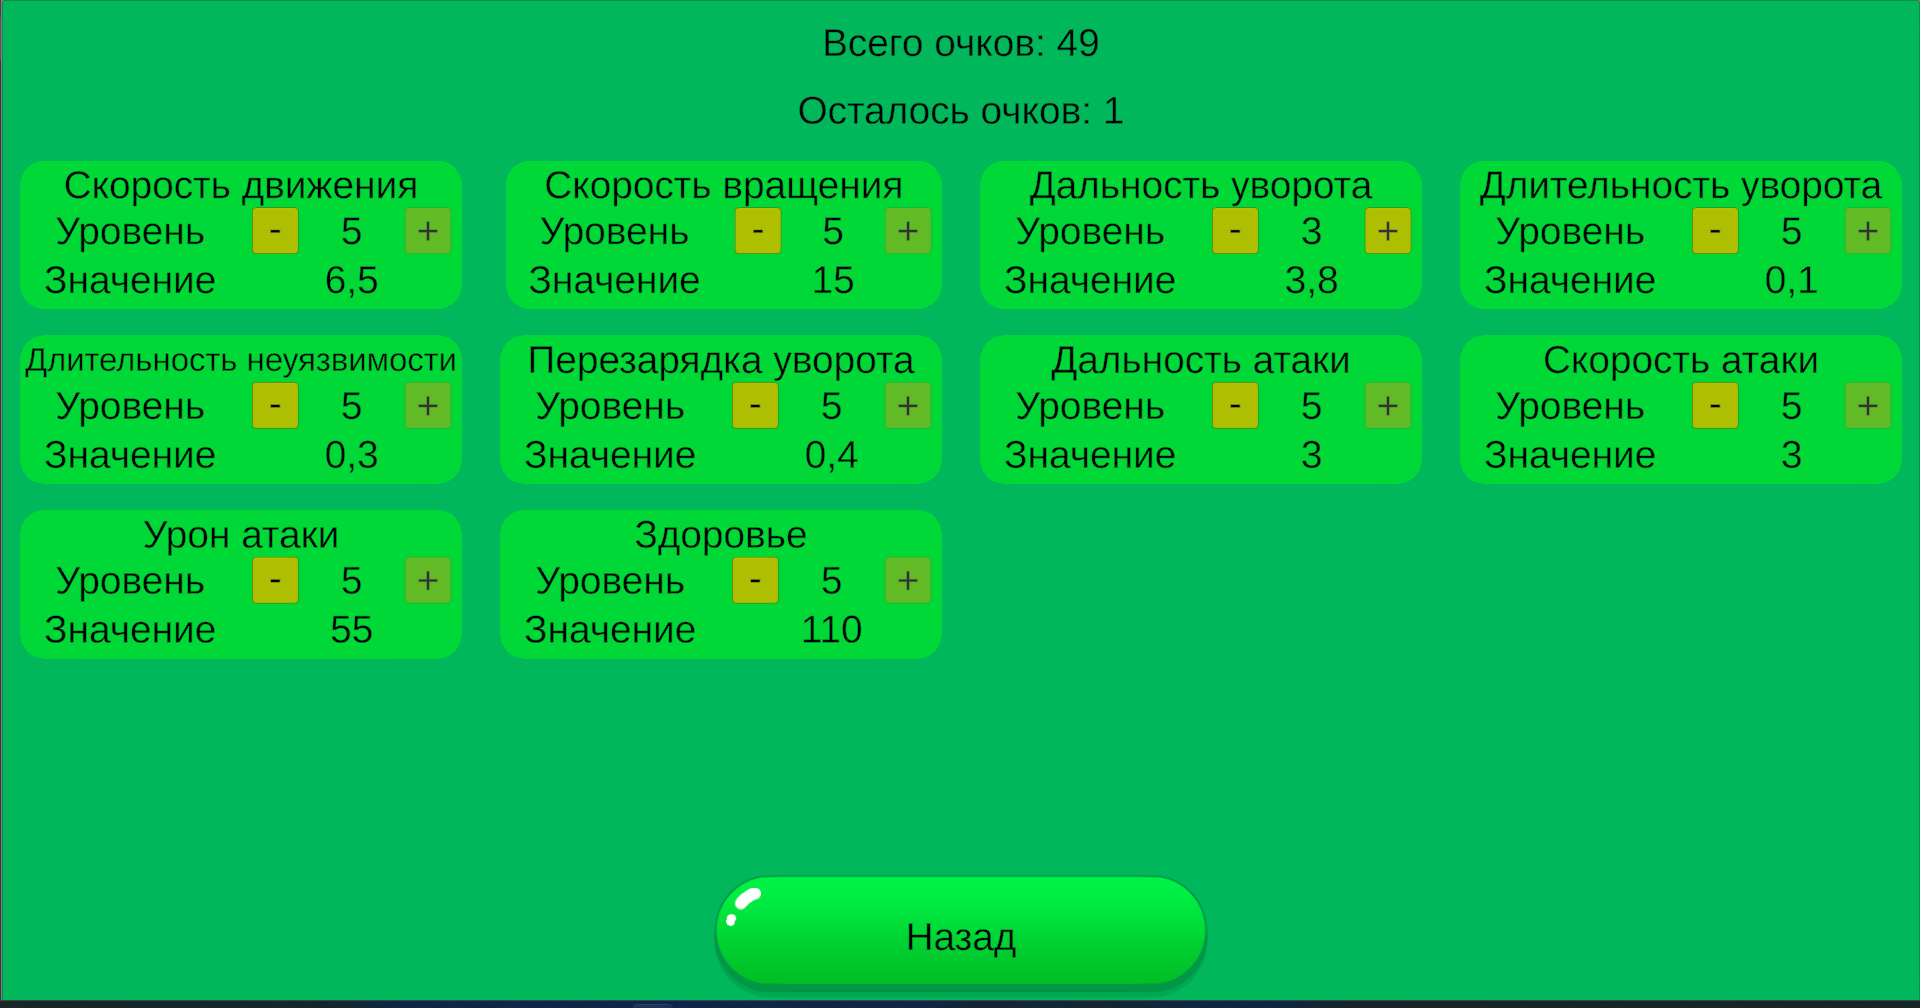 Всего очков: 49
Осталось очков: 1
Скорость движения
Уровень - 5 +
Значение 6,5
Скорость вращения
Уровень - 5 +
Значение 15
Дальность уворота
Уровень - 3 +
Значение 3,8
Длительность уворота
Уровень - 5 +
Значение 0,1
Длительность неуязвимости
Уровень - 5 +
Значение 0,3
Перезарядка уворота
Уровень - 5 +
Значение 0,4
Дальность атаки
Уровень - 5 +
Значение 3
Скорость атаки
Уровень - 5 +
Значение 3
Урон атаки
Уровень - 5 +
Значение 55
Здоровье
Уровень - 5 +
Значение 110
Назад